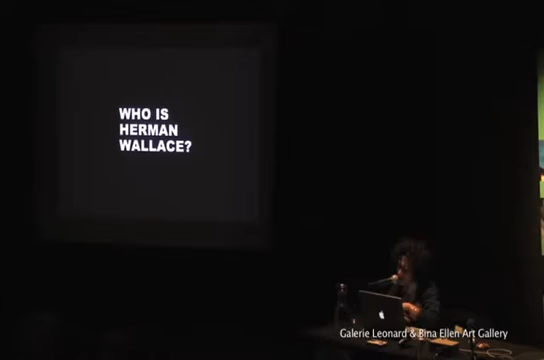 WHO IS
HERMAN
WALLACE?
Galerie Leonard & Bina Ellen Art Gallery